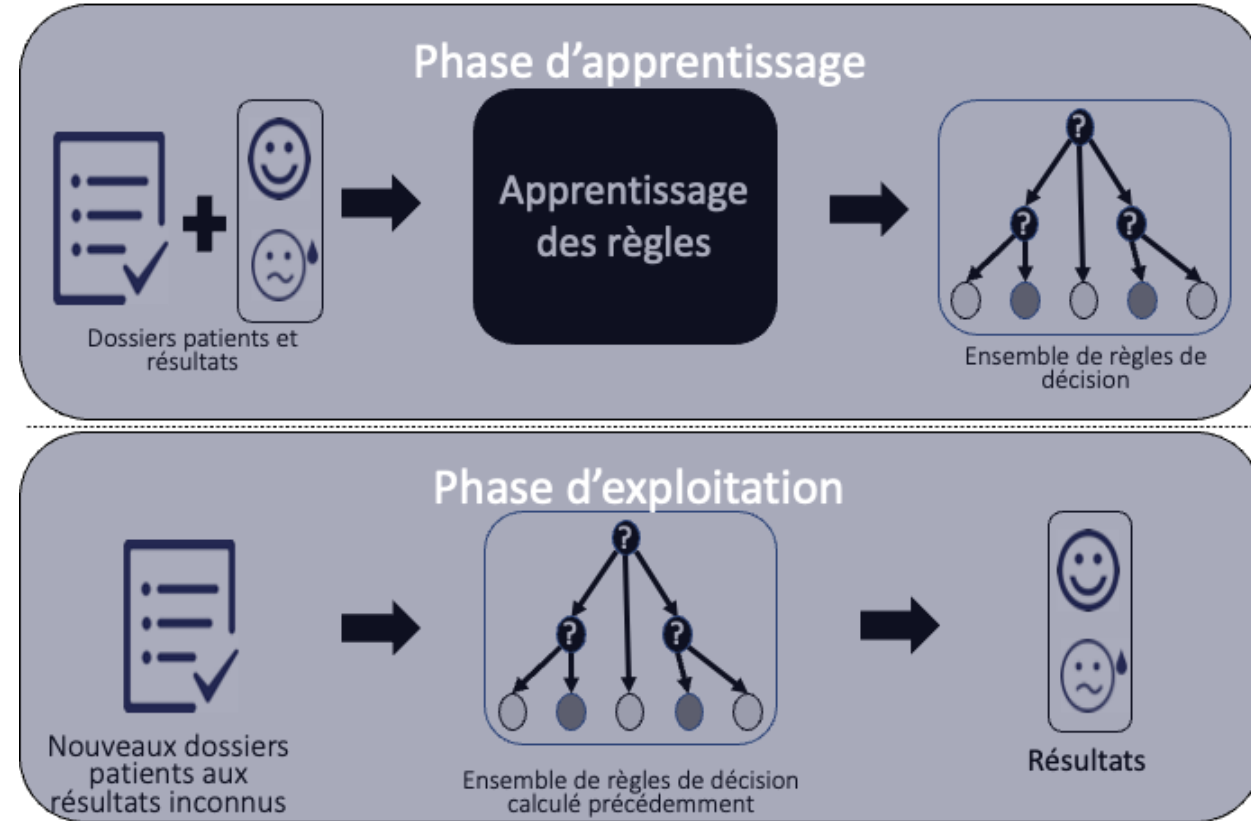 Phase d'apprentissage
Apprentissage
des règles
?
?
?
Dossiers patients et
résultats
Ensemble de règles de
décision
Phase d'exploitation
?
?
?
Nouveaux dossiers
patients aux
résultats inconnus
Ensemble de règles de décision
calculé précédemment
Résultats